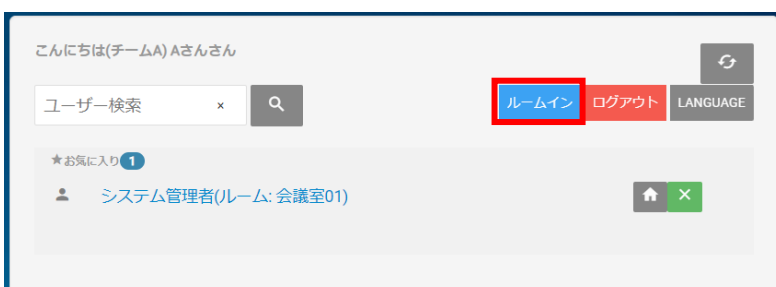 こんにちは(チームA) Aさんさん
ユーザー検索 ×
ルームイン ログアウト LANGUAGE
★お気に入り 1
システム管理者(ルーム: 会議室01)